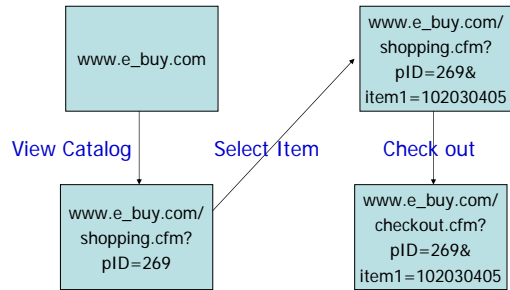 www.e_buy.com
View Catalog
www.e_buy.com/
shopping.cfm?
pID=269
Select Item
www.e_buy.com/
shopping.cfm?
pID=269&
item1=102030405
Check out
www.e_buy.com/
checkout.cfm?
pID=269&
item1=102030405